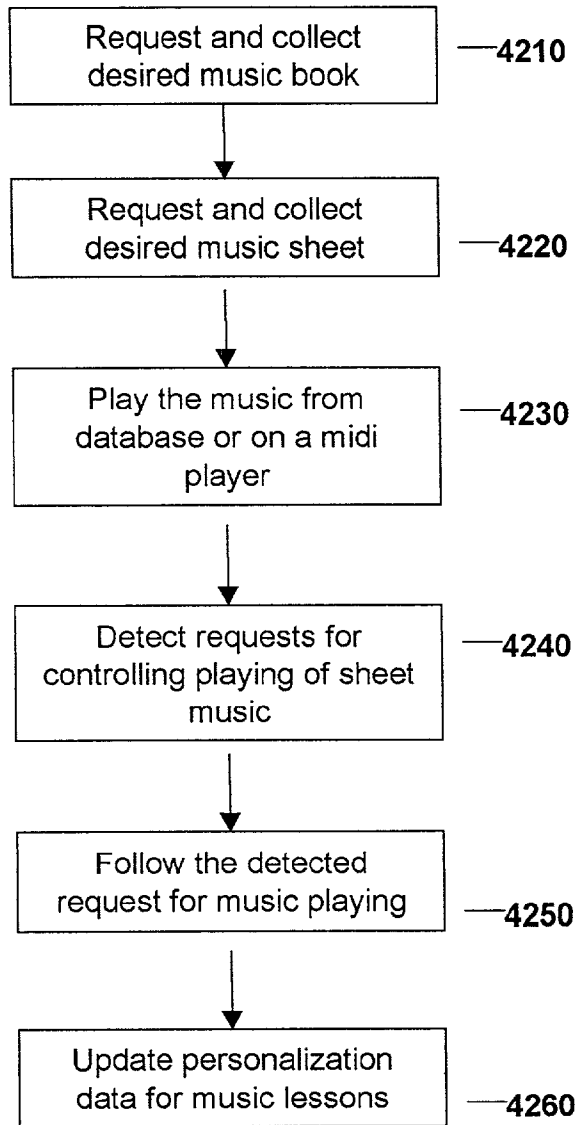 Request and collect
desired music book
4210
Request and collect
desired music sheet
4220
Play the music from
database or on a midi
player
4230
Detect requests for
controlling playing of sheet
music
4240
Follow the detected
request for music playing
4250
Update personalization
data for music lessons
4260